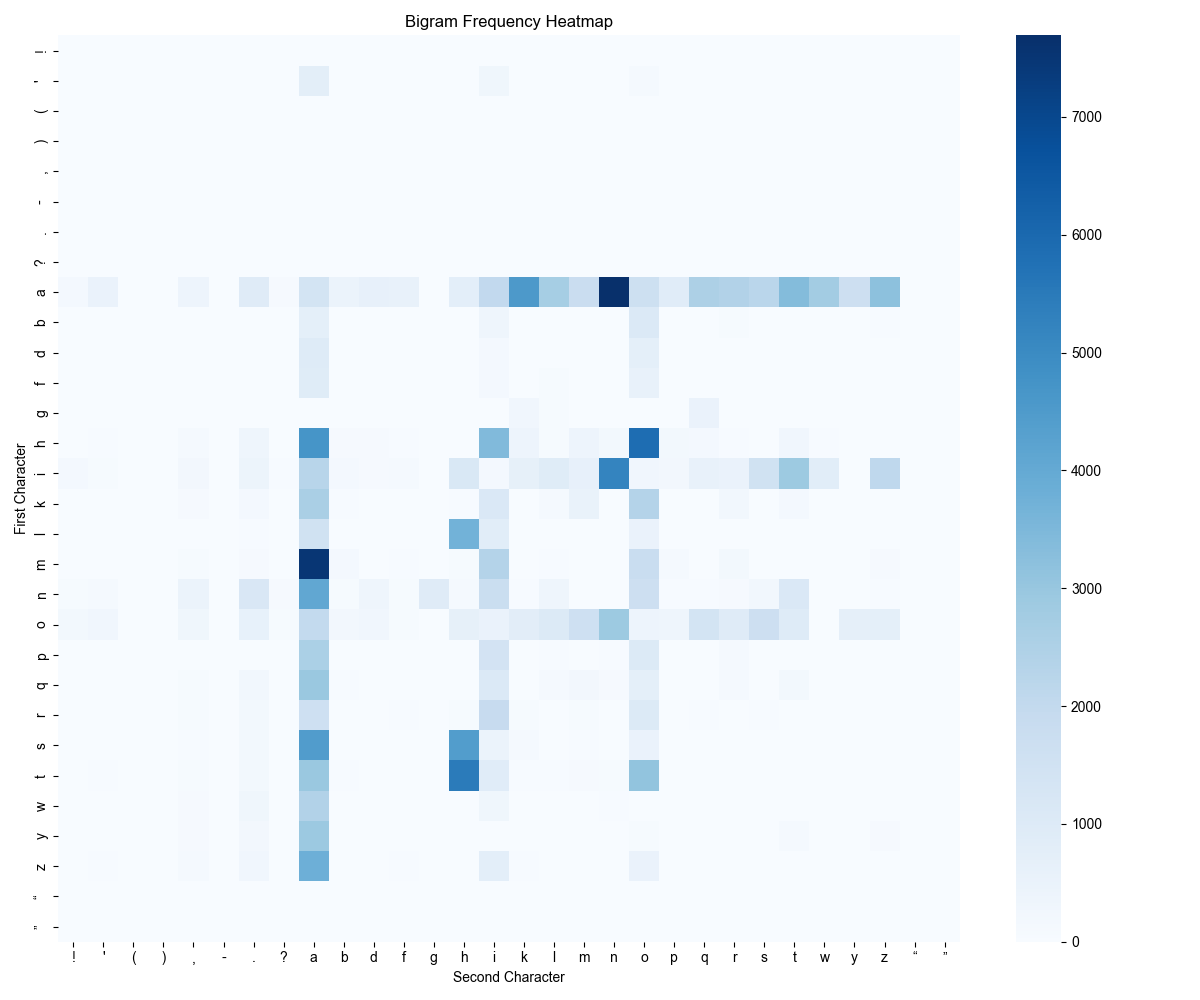 Bigram Frequency Heatmap
First Character
!
'
(
)
,
-
.
?
a
b
d
f
g
h
i
k
l
m
n
o
p
q
r
s
t
w
y
z
“
”
! ' ( ) , - . ? a b d f g h i k l m n o p q r s t w y z “ ”
Second Character
7000
6000
5000
4000
3000
2000
1000
0